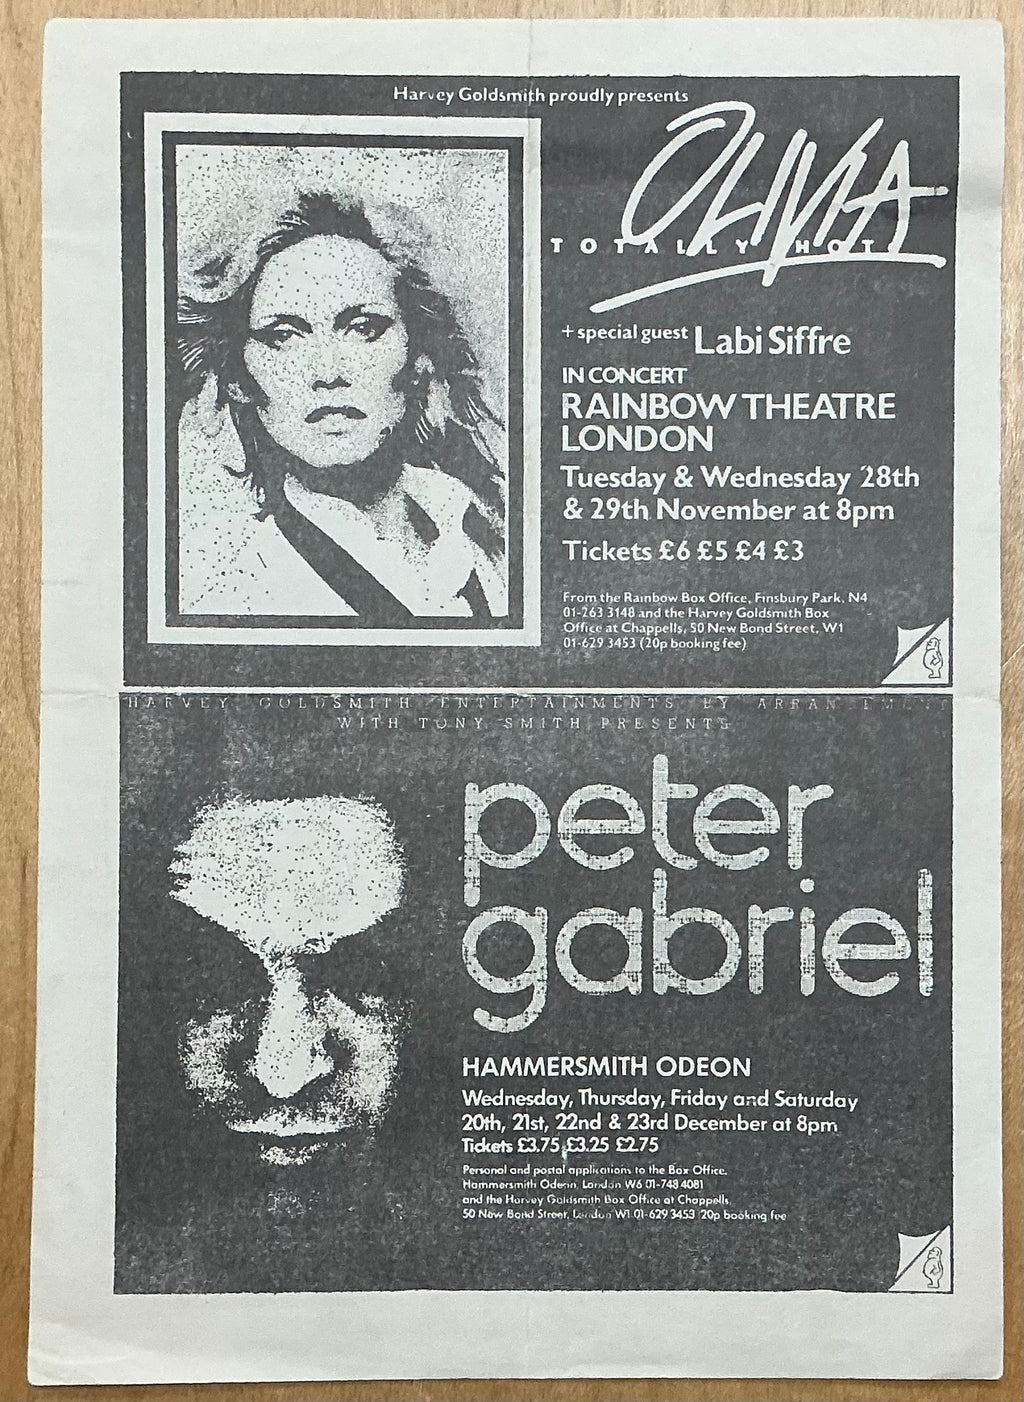 Harvey Goldsmith proudly presents
OLIVIA
TOTALLY HOT
+ special guest Labi Siffre
IN CONCERT
RAINBOW THEATRE
LONDON
Tuesday & Wednesday 28th
& 29th November at 8pm
Tickets £6 £5 £4 £3
From the Rainbow Box Office, Finsbury Park, N4
01-263 3148 and the Harvey Goldsmith Box
Office at Chappells, 50 New Bond Street, W1
01-629 3453 (20p booking fee)
HARVEY GOLDSMITH ENTERTAINMENTS BY ARRANGEMENT
WITH TONY SMITH PRESENTS
peter
gabriel
HAMMERSMITH ODEON
Wednesday, Thursday, Friday and Saturday
20th, 21st, 22nd & 23rd December at 8pm
Tickets £3.75 £3.25 £2.75
Personal and postal applications to the Box Office,
Hammersmith Odeon, London W6 01-748 4081
and the Harvey Goldsmith Box Office at Chappells,
50 New Bond Street, London W1 01-629 3453 20p booking fee